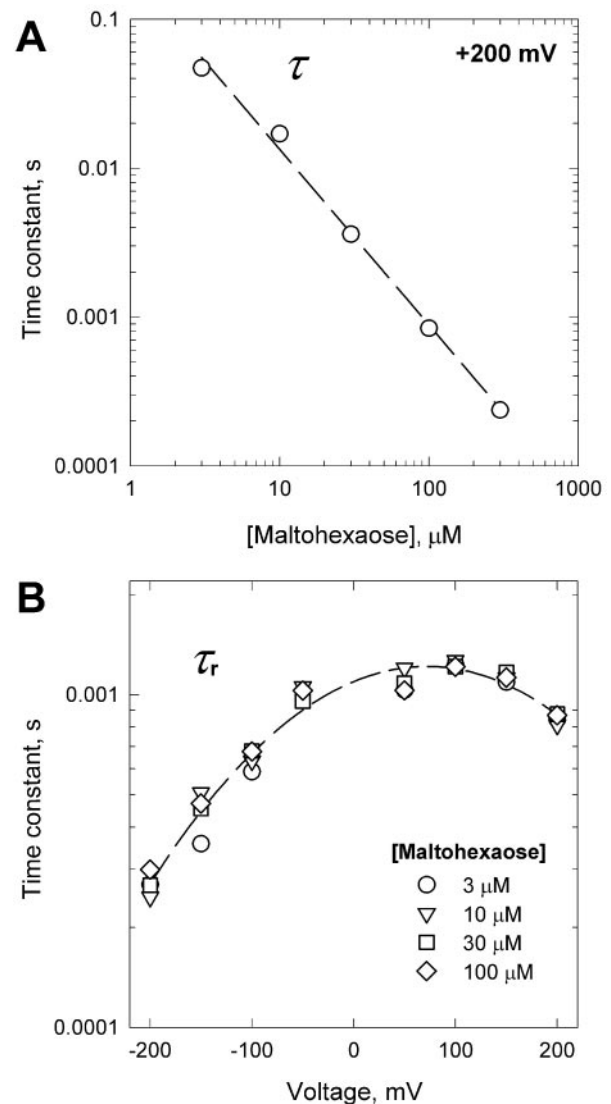 A
0.1
τ
+200 mV
0.01
0.001
0.0001
Time constant, s
1
10
100
1000
[Maltohexaose], μM
B
τr
0.001
0.0001
Time constant, s
[Maltohexaose]
3 μM
10 μM
30 μM
100 μM
-200
-100
0
100
200
Voltage, mV